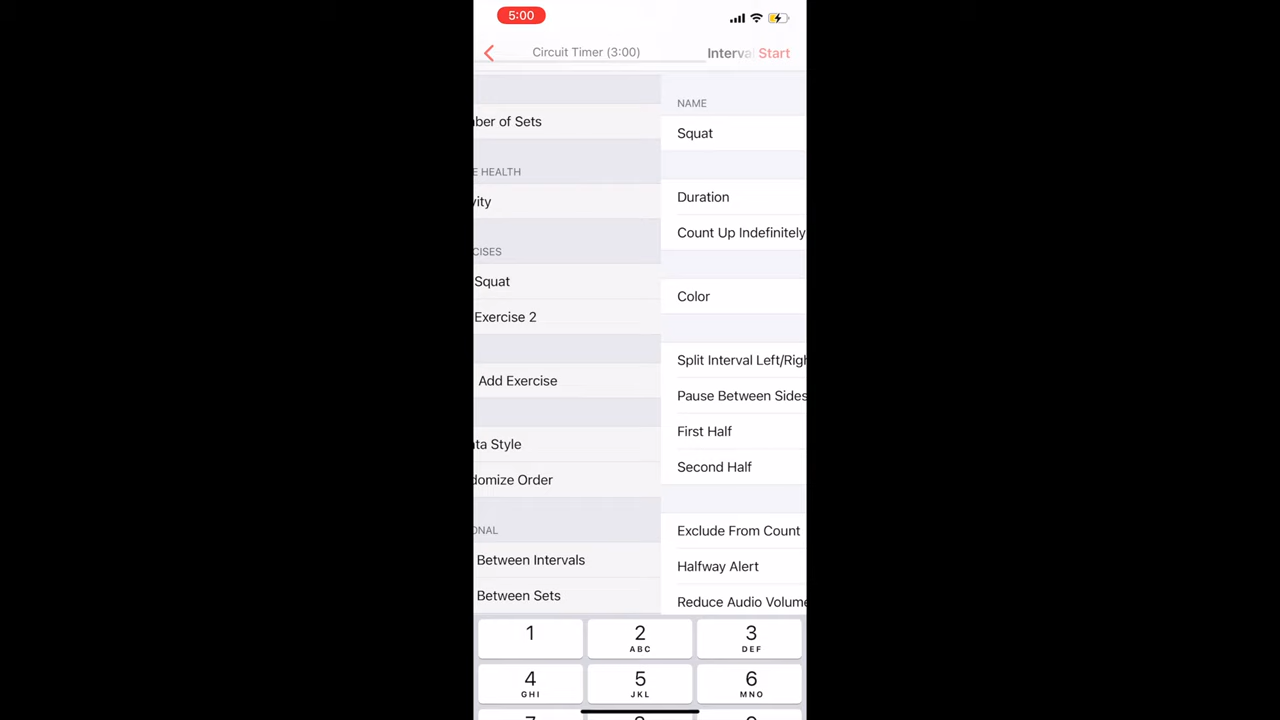 5:00
Circuit Timer (3:00)
Interva Start
ber of Sets
E HEALTH
vity
CISES
Squat
Exercise 2
Add Exercise
ta Style
domize Order
ONAL
Between Intervals
Between Sets
NAME
Squat
Duration
Count Up Indefinitely
Color
Split Interval Left/Righ
Pause Between Sides
First Half
Second Half
Exclude From Count
Halfway Alert
Reduce Audio Volume
1
2
ABC
3
DEF
4
GHI
5
JKL
6
MNO